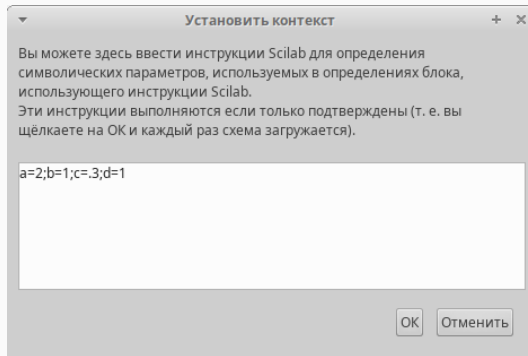 Установить контекст
Вы можете здесь ввести инструкции Scilab для определения
символических параметров, используемых в определениях блока,
использующего инструкции Scilab.
Эти инструкции выполняются если только подтверждены (т. е. вы
щёлкаете на ОК и каждый раз схема загружается).
a=2;b=1;c=.3;d=1
ОК Отменить